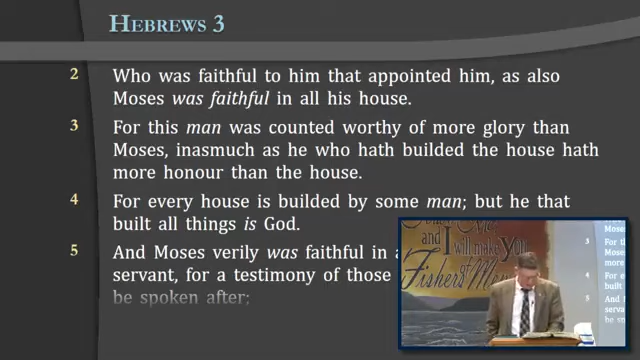 HEBREWS 3
2 Who was faithful to him that appointed him, as also
Moses was faithful in all his house.
3 For this man was counted worthy of more glory than
Moses, inasmuch as he who hath builded the house hath
more honour than the house.
4 For every house is builded by some man; but he that
built all things is God.
5 And Moses verily was faithful in a
servant, for a testimony of those
be spoken after;
and I will make You
Fishers of Men